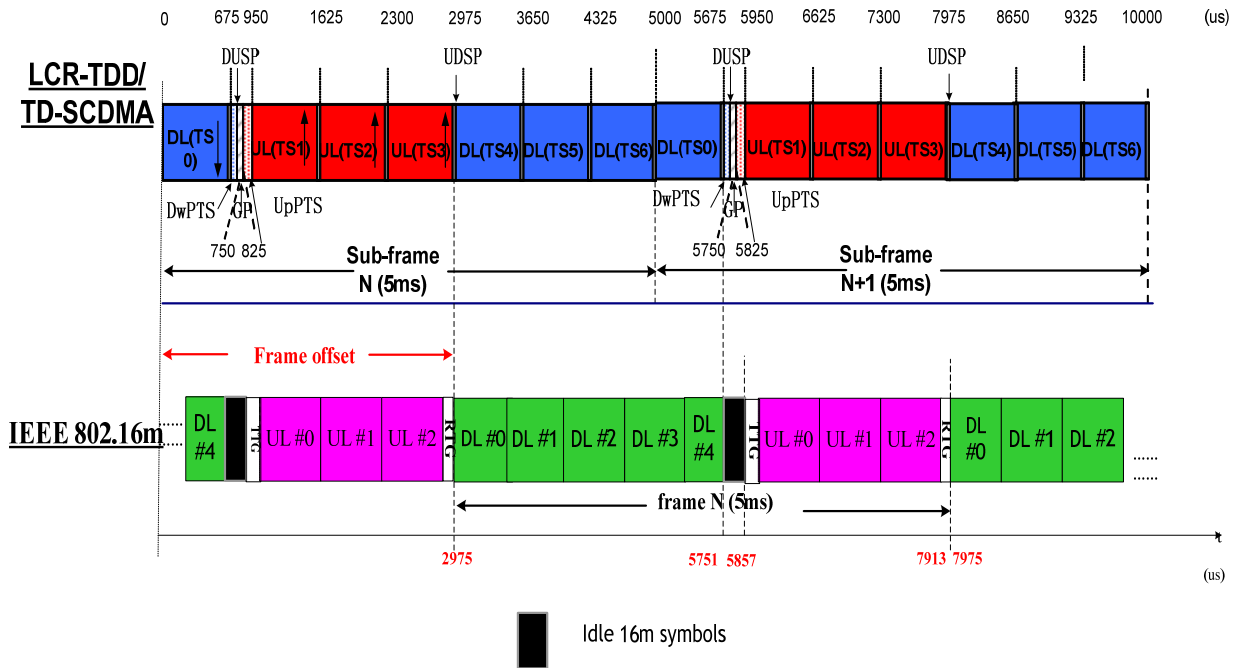 0 675 950 1625 2300 2975 3650 4325 5000 5675 5950 6625 7300 7975 8650 9325 10000 (us)
DUSP UDSP DUSP UDSP
LCR-TDD/
TD-SCDMA
DL(TS
0)
UL(TS1) UL(TS2) UL(TS3) DL(TS4) DL(TS5) DL(TS6) DL(TS0) UL(TS1) UL(TS2) UL(TS3) DL(TS4) DL(TS5) DL(TS6)
DwPTS GP UpPTS DwPTS GP UpPTS
750 825 5750 5825
Sub-frame
N (5ms)
Sub-frame
N+1 (5ms)
Frame offset
IEEE 802.16m
DL
#4
TTG
UL #0 UL #1 UL #2
RTG
DL #0 DL #1 DL #2 DL #3
DL
#4
TTG
UL #0 UL #1 UL #2
RTG
DL
#0
DL #1 DL #2
......
......
......
......
frame N (5ms)
t
2975 5751 5857 7913 7975
(us)
Idle 16m symbols